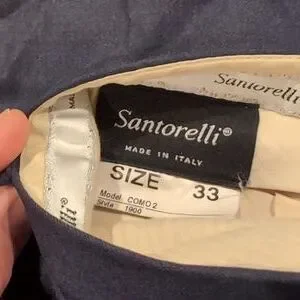 Santorelli®
Santorelli®
MADE IN ITALY
SIZE 33
Model: COMO 2
Style 1900